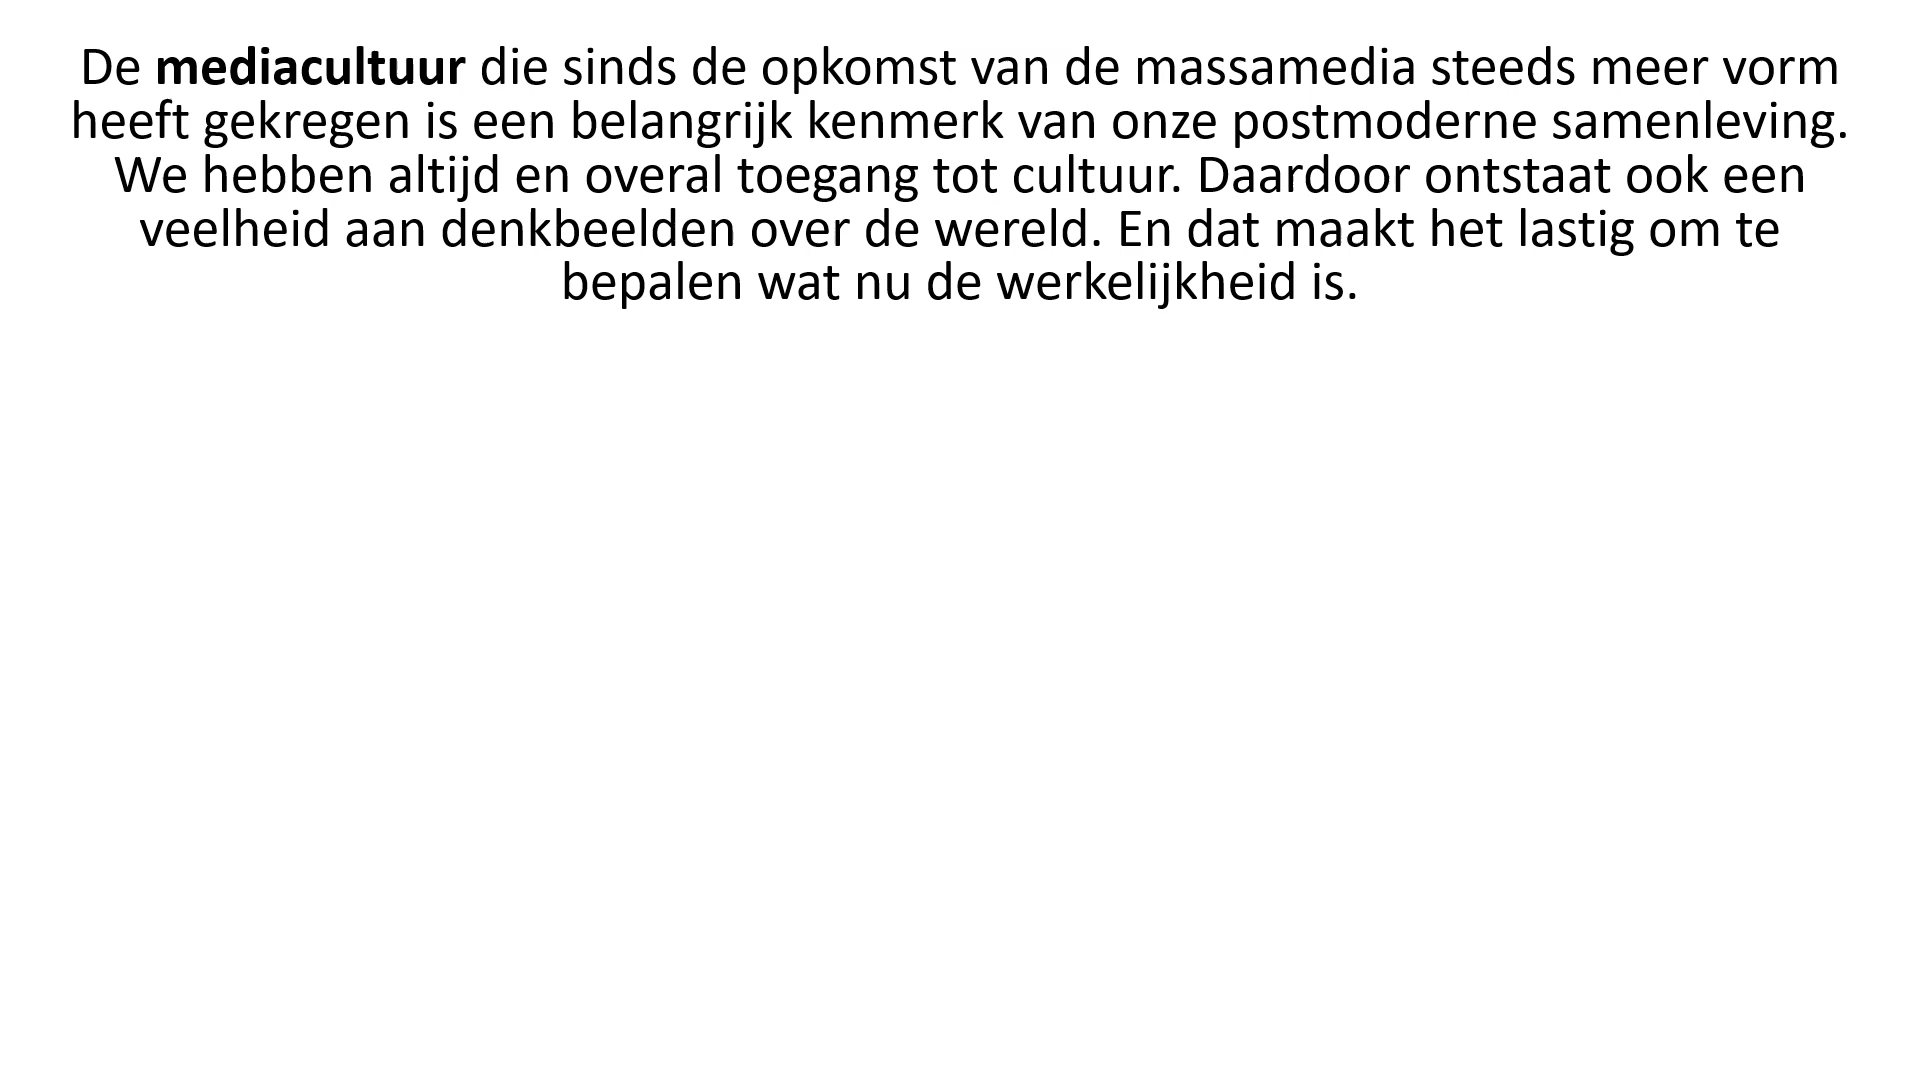 De mediacultuur die sinds de opkomst van de massamedia steeds meer vorm
heeft gekregen is een belangrijk kenmerk van onze postmoderne samenleving.
We hebben altijd en overal toegang tot cultuur. Daardoor ontstaat ook een
veelheid aan denkbeelden over de wereld. En dat maakt het lastig om te
bepalen wat nu de werkelijkheid is.